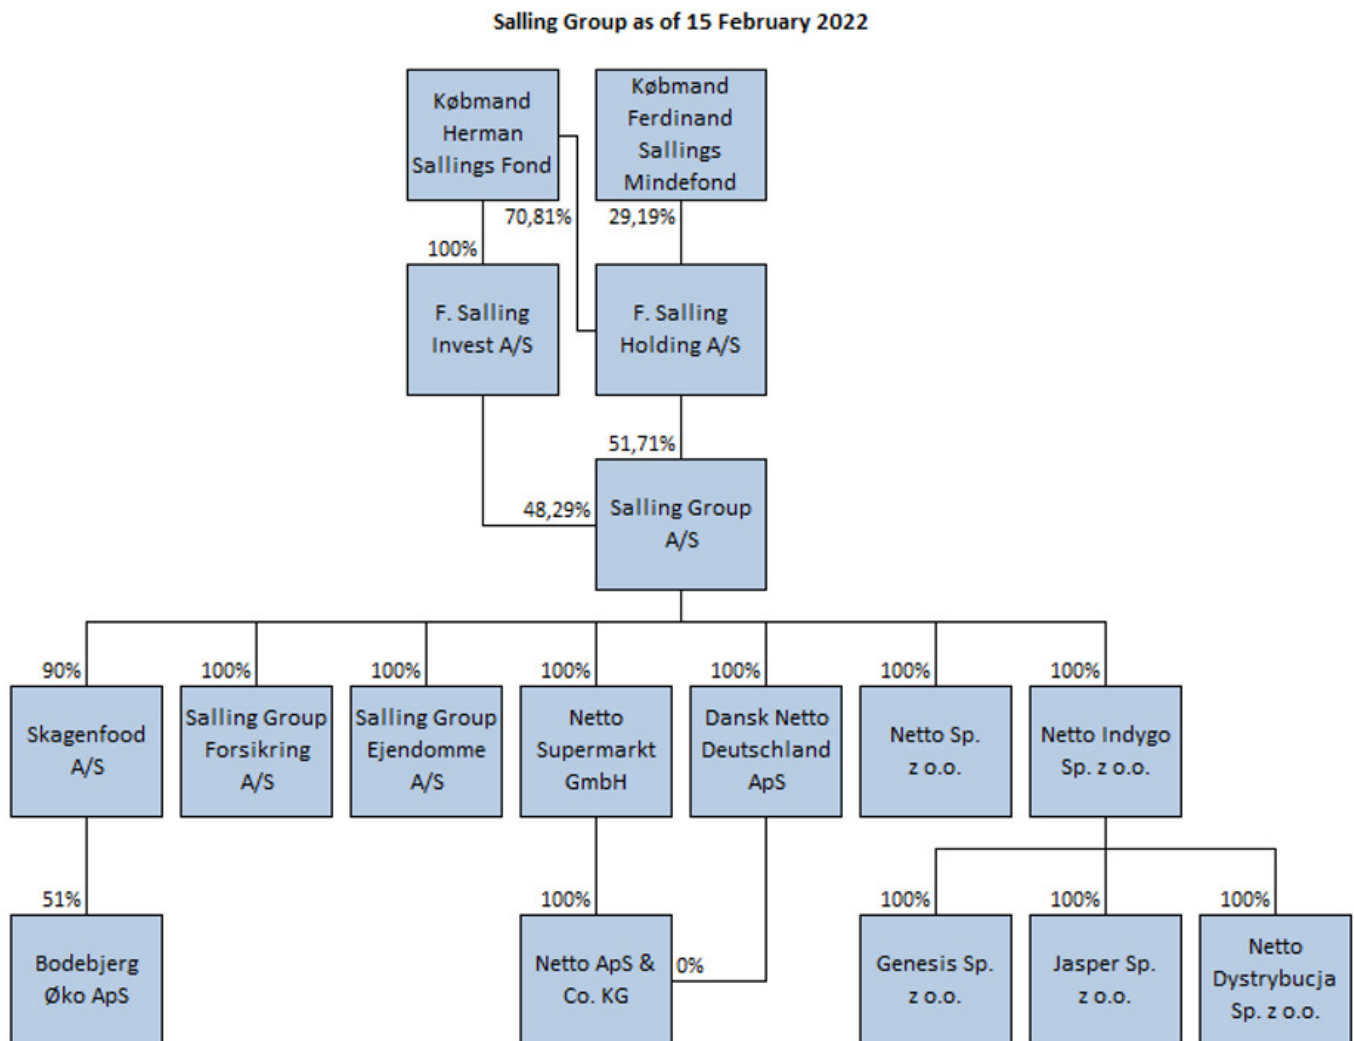 Salling Group as of 15 February 2022
Købmand
Herman
Sallings Fond
Købmand
Ferdinand
Sallings
Mindefond
70,81%
29,19%
100%
F. Salling
Invest A/S
F. Salling
Holding A/S
51,71%
48,29%
Salling Group
A/S
90%
100%
100%
100%
100%
100%
100%
Skagenfood
A/S
Salling Group
Forsikring
A/S
Salling Group
Ejendomme
A/S
Netto
Supermarkt
GmbH
Dansk Netto
Deutschland
ApS
Netto Sp.
z o.o.
Netto Indygo
Sp. z o.o.
51%
100%
0%
100%
100%
100%
Bodebjerg
Øko ApS
Netto ApS &
Co. KG
Genesis Sp.
z o.o.
Jasper Sp.
z o.o.
Netto
Dystrybucja
Sp. z o.o.